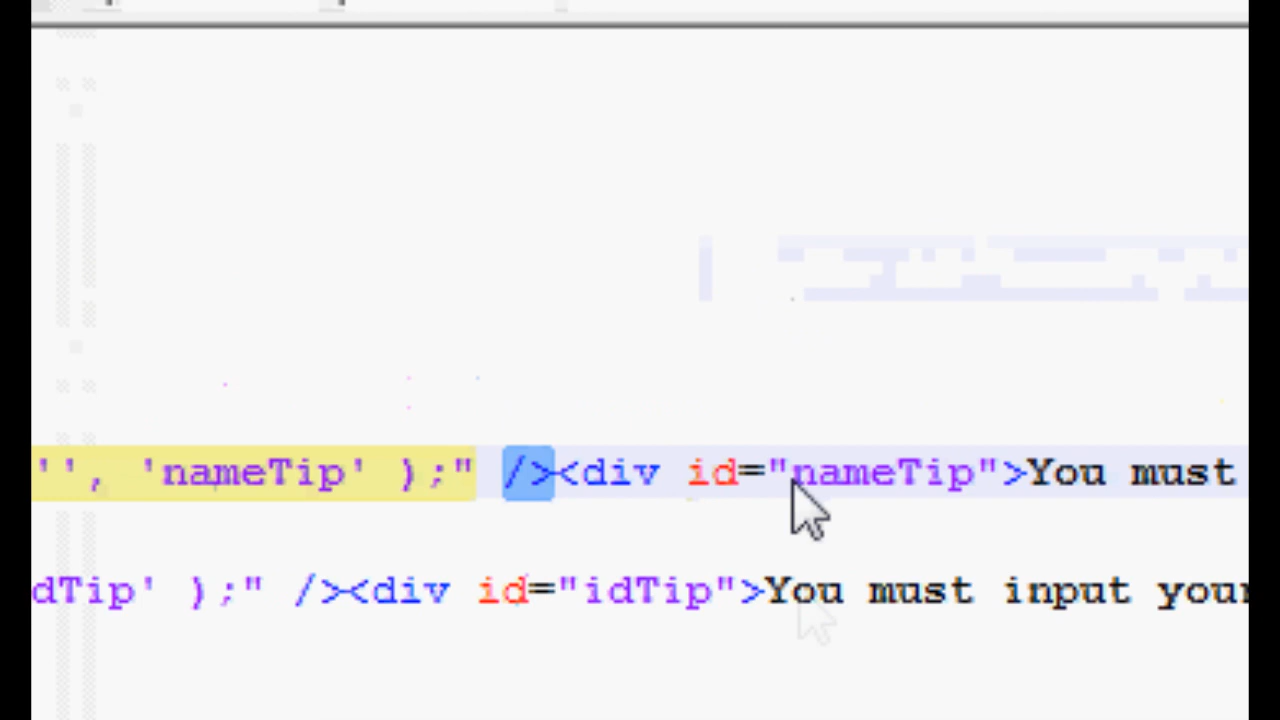 '', 'nameTip' );" /><div id="nameTip">You must
dTip' );" /><div id="idTip">You must input your